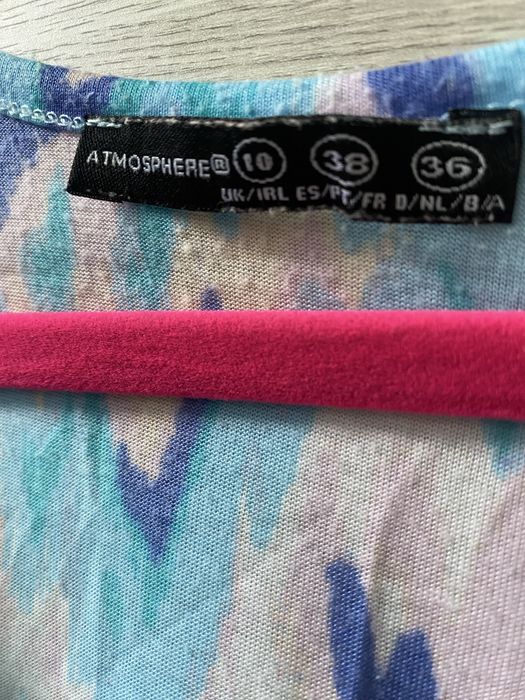 ATMOSPHERE® 10 38 36
UK/IRL ES/PT/FR D/NL/B/A